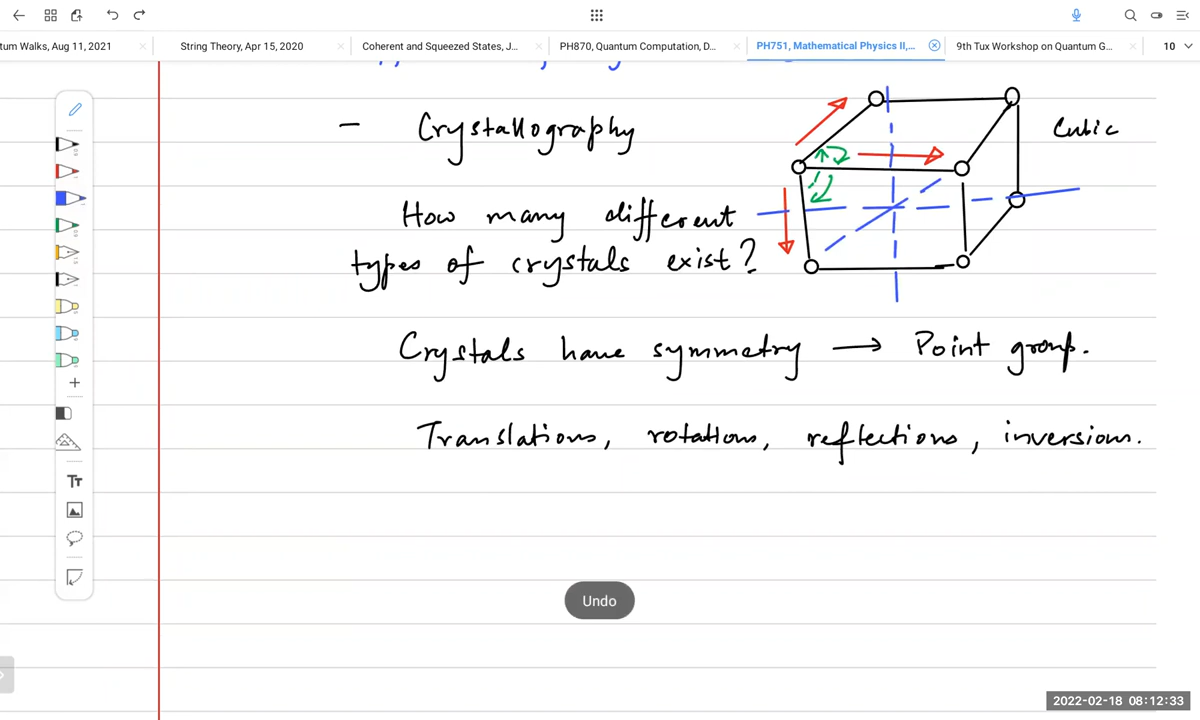 tum Walks, Aug 11, 2021
String Theory, Apr 15, 2020
Coherent and Squeezed States, J...
PH870, Quantum Computation, D...
PH751, Mathematical Physics II,...
9th Tux Workshop on Quantum G...
10
- Crystallography
Cubic
How many different
types of crystals exist?
Crystals have symmetry → Point group.
Translations, rotations, reflections, inversions.
Tт
Undo
2022-02-18 08:12:33